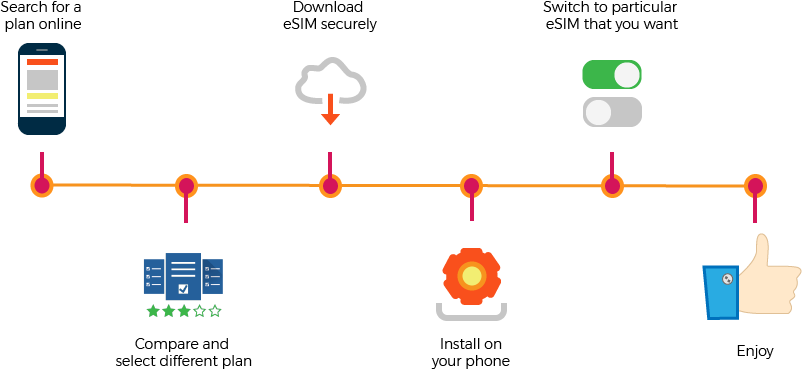 Search for a
plan online
Download
eSIM securely
Switch to particular
eSIM that you want
Compare and
select different plan
Install on
your phone
Enjoy